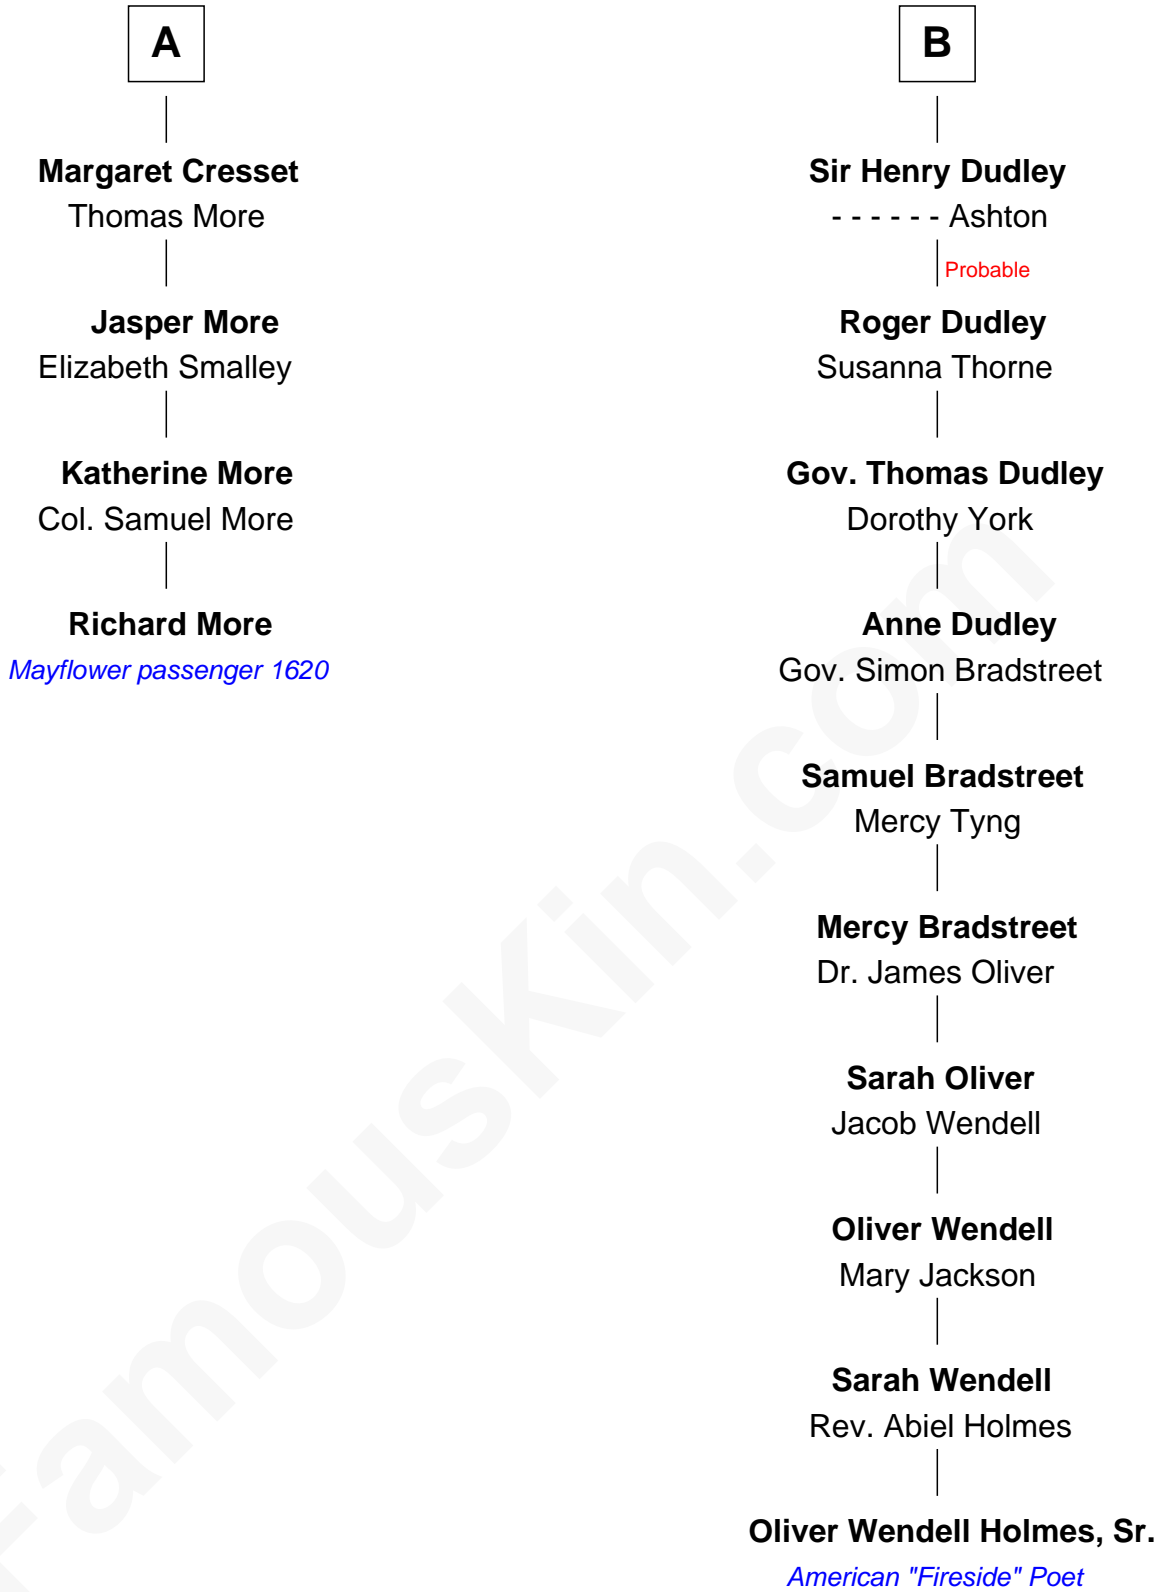 A
Margaret Cresset
Thomas More
Jasper More
Elizabeth Smalley
Katherine More
Col. Samuel More
Richard More
Mayflower passenger 1620
B
Sir Henry Dudley
- - - - - - Ashton
Probable
Roger Dudley
Susanna Thorne
Gov. Thomas Dudley
Dorothy York
Anne Dudley
Gov. Simon Bradstreet
Samuel Bradstreet
Mercy Tyng
Mercy Bradstreet
Dr. James Oliver
Sarah Oliver
Jacob Wendell
Oliver Wendell
Mary Jackson
Sarah Wendell
Rev. Abiel Holmes
Oliver Wendell Holmes, Sr.
American "Fireside" Poet
FamousKin.com